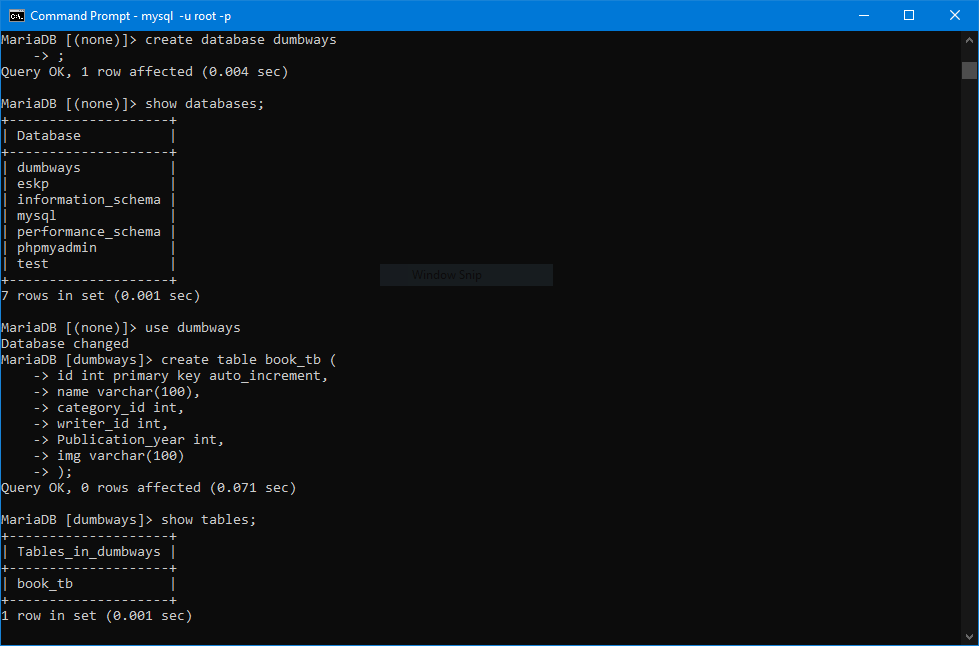 Command Prompt - mysql -u root -p
MariaDB [(none)]> create database dumbways
    -> ;
Query OK, 1 row affected (0.004 sec)
MariaDB [(none)]> show databases;
+--------------------+
| Database           |
+--------------------+
| dumbways           |
| eskp               |
| information_schema |
| mysql              |
| performance_schema |
| phpmyadmin         |
| test               |
+--------------------+
Window Snip
7 rows in set (0.001 sec)
MariaDB [(none)]> use dumbways
Database changed
MariaDB [dumbways]> create table book_tb (
    -> id int primary key auto_increment,
    -> name varchar(100),
    -> category_id int,
    -> writer_id int,
    -> Publication_year int,
    -> img varchar(100)
    -> );
Query OK, 0 rows affected (0.071 sec)
MariaDB [dumbways]> show tables;
+--------------------+
| Tables_in_dumbways |
+--------------------+
| book_tb            |
+--------------------+
1 row in set (0.001 sec)